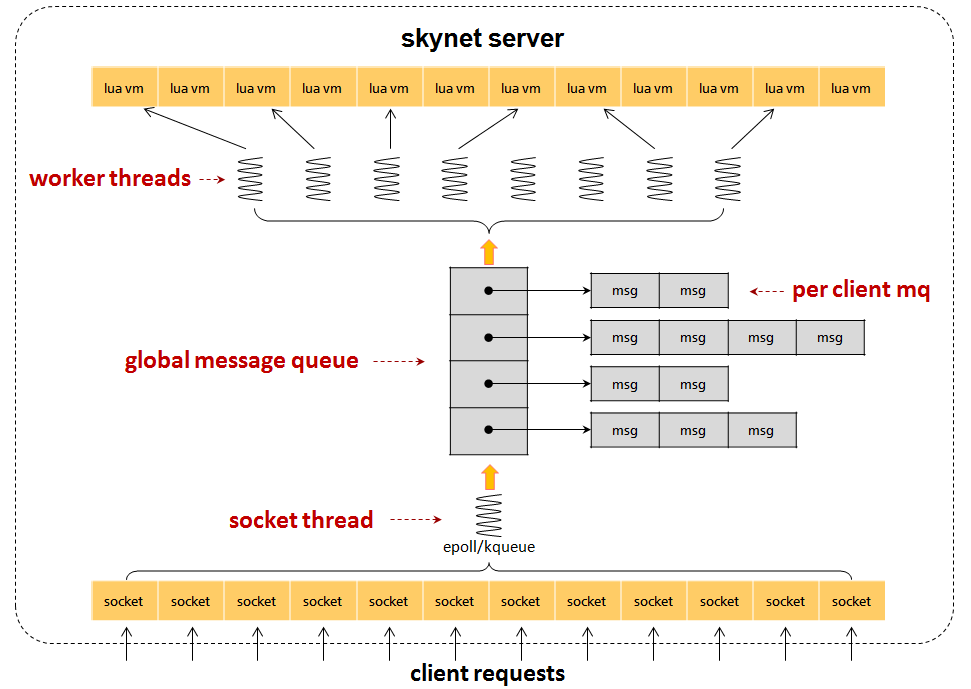 skynet server
lua vm lua vm lua vm lua vm lua vm lua vm lua vm lua vm lua vm lua vm lua vm lua vm
worker threads
msg msg
per client mq
msg msg msg msg
global message queue
msg msg
msg msg msg
socket thread
epoll/kqueue
socket socket socket socket socket socket socket socket socket socket socket socket
client requests